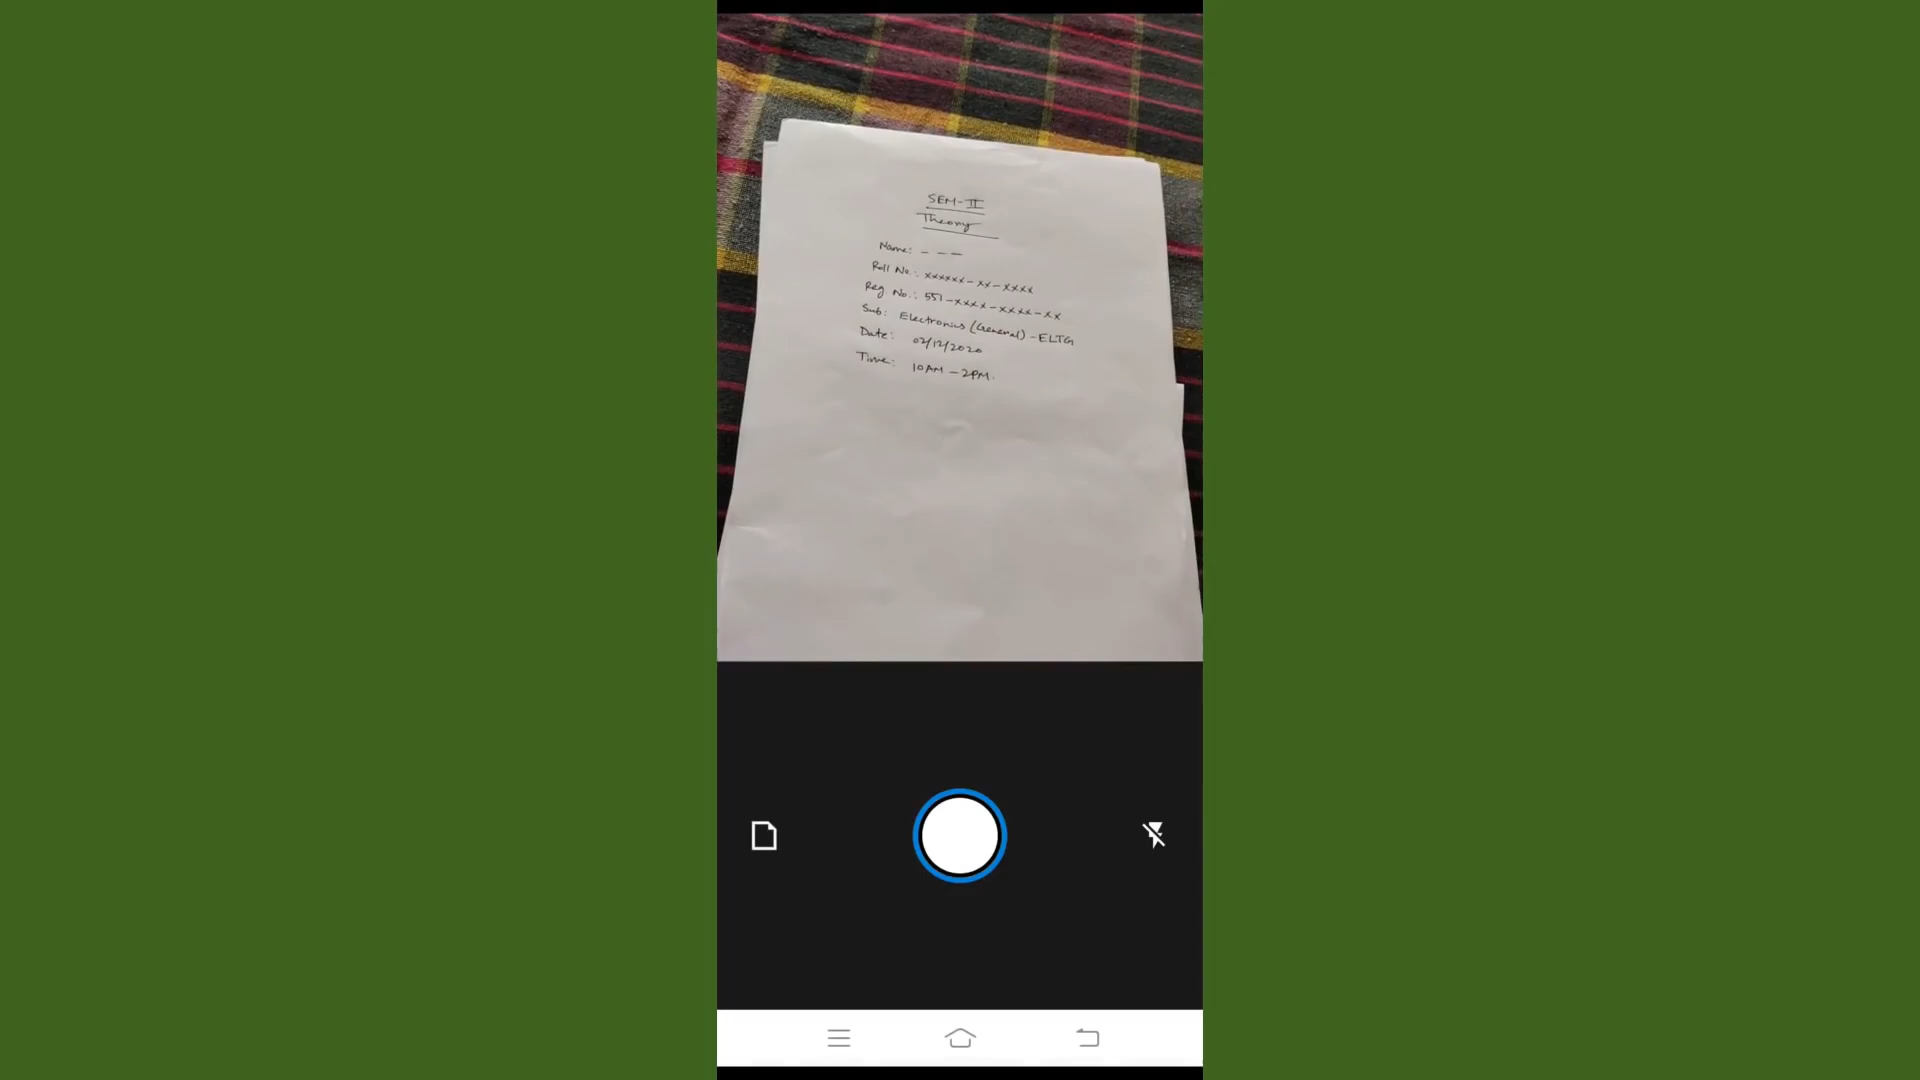 SEM-II
Theory
Name: - - -
Roll No.: xxxxxx-xx-xxxx
Reg No.: 551-xxxx-xxxx-xx
Sub: Electronics (General) - ELTG
Date: 02/12/2020
Time: 10AM - 2PM.